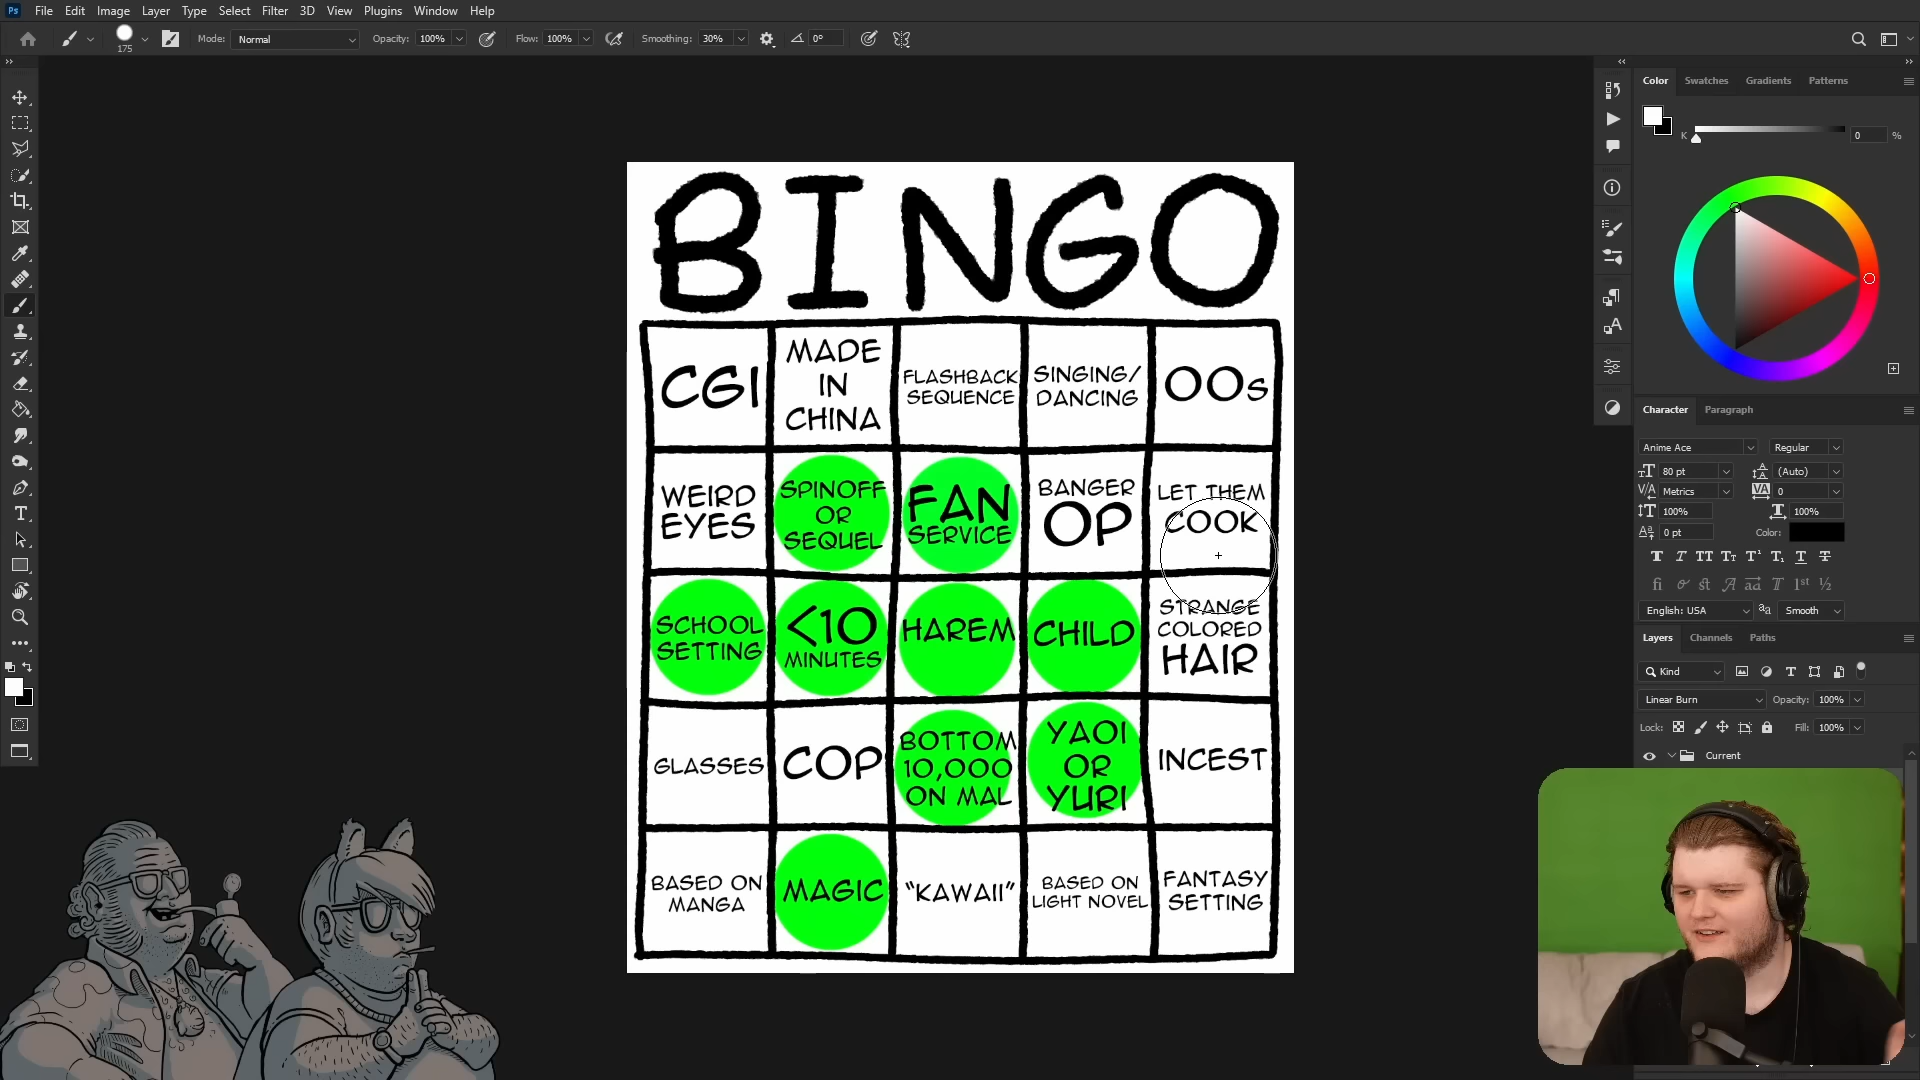 File Edit Image Layer Type Select Filter 3D View Plugins Window Help
175 Mode: Normal Opacity: 100% Flow: 100% Smoothing: 30% 0°
BINGO
CGI
MADE
IN
CHINA
FLASHBACK
SEQUENCE
SINGING/
DANCING
00s
WEIRD
EYES
SPINOFF
OR
SEQUEL
FAN
SERVICE
BANGER
OP
LET THEM
COOK
SCHOOL
SETTING
<10
MINUTES
HAREM
CHILD
STRANGE
COLORED
HAIR
GLASSES
COP
BOTTOM
10,000
ON MAL
YAOI
OR
YURI
INCEST
BASED ON
MANGA
MAGIC
"KAWAII"
BASED ON
LIGHT NOVEL
FANTASY
SETTING
Color Swatches Gradients Patterns
K 0 %
Character Paragraph
Anime Ace Regular
80 pt (Auto)
Metrics 0
100% 100%
0 pt Color:
English: USA aa Smooth
Layers Channels Paths
Kind
Linear Burn Opacity: 100%
Lock: Fill: 100%
Current